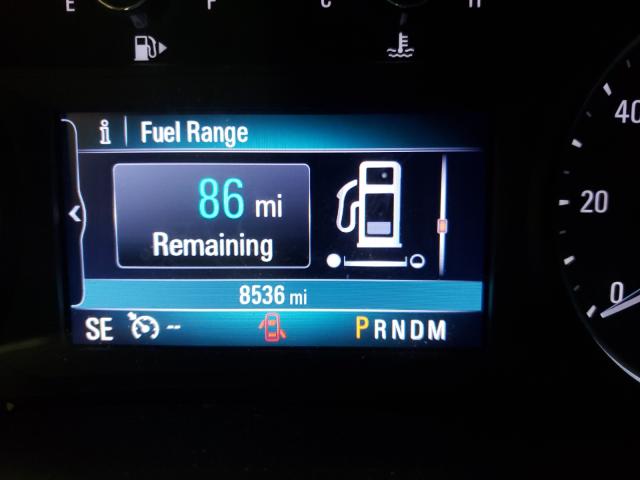 E F C H
i Fuel Range
86 mi
Remaining
8536 mi
SE -- PRNDM
40
20
0